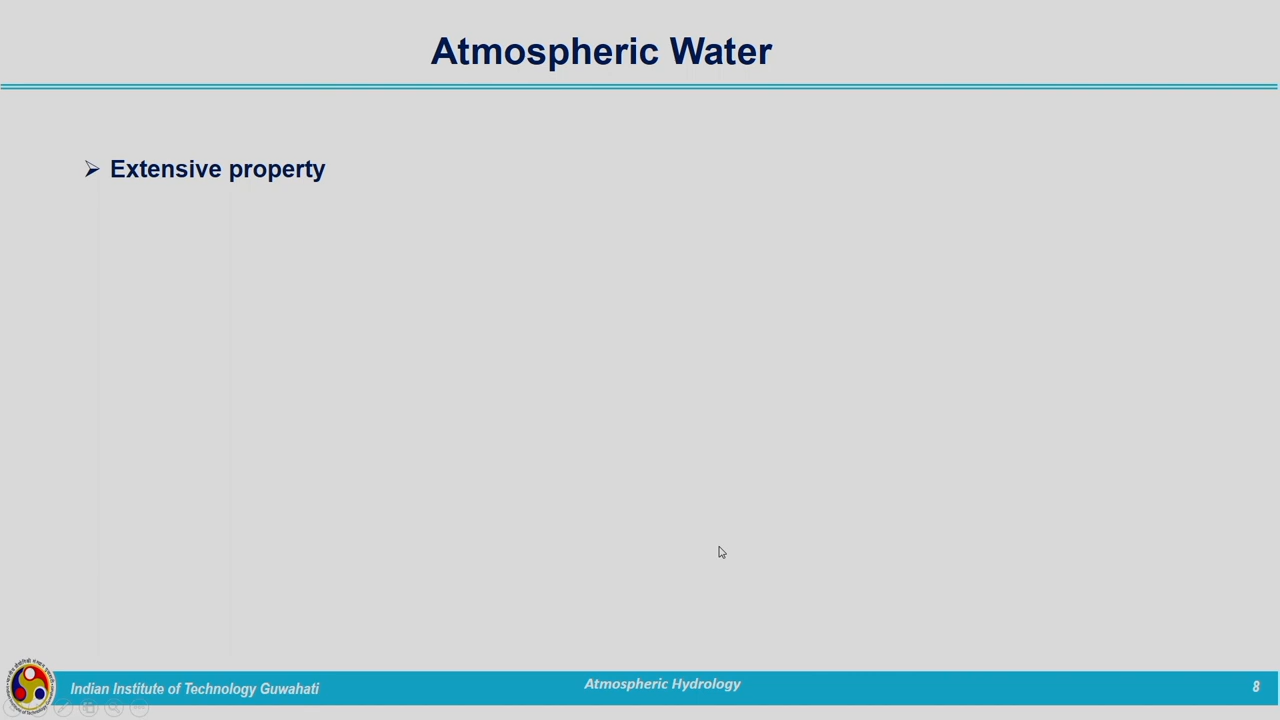 Atmospheric Water
➢ Extensive property
Indian Institute of Technology Guwahati
Atmospheric Hydrology
8